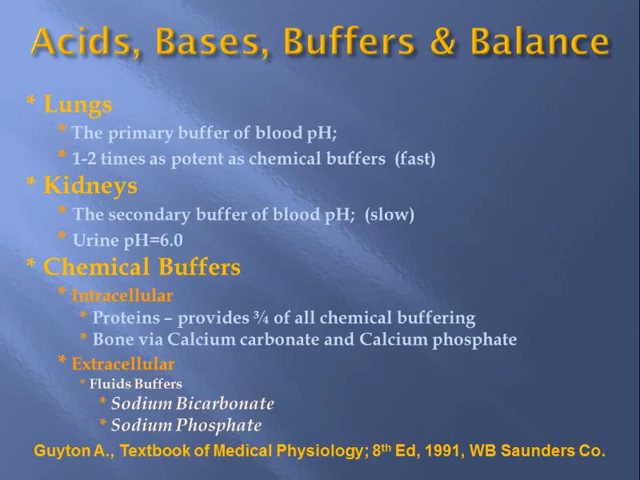 Acids, Bases, Buffers & Balance
* Lungs
* The primary buffer of blood pH;
* 1-2 times as potent as chemical buffers (fast)
* Kidneys
* The secondary buffer of blood pH; (slow)
* Urine pH=6.0
* Chemical Buffers
* Intracellular
* Proteins – provides ¾ of all chemical buffering
* Bone via Calcium carbonate and Calcium phosphate
* Extracellular
* Fluids Buffers
* Sodium Bicarbonate
* Sodium Phosphate
Guyton A., Textbook of Medical Physiology; 8th Ed, 1991, WB Saunders Co.